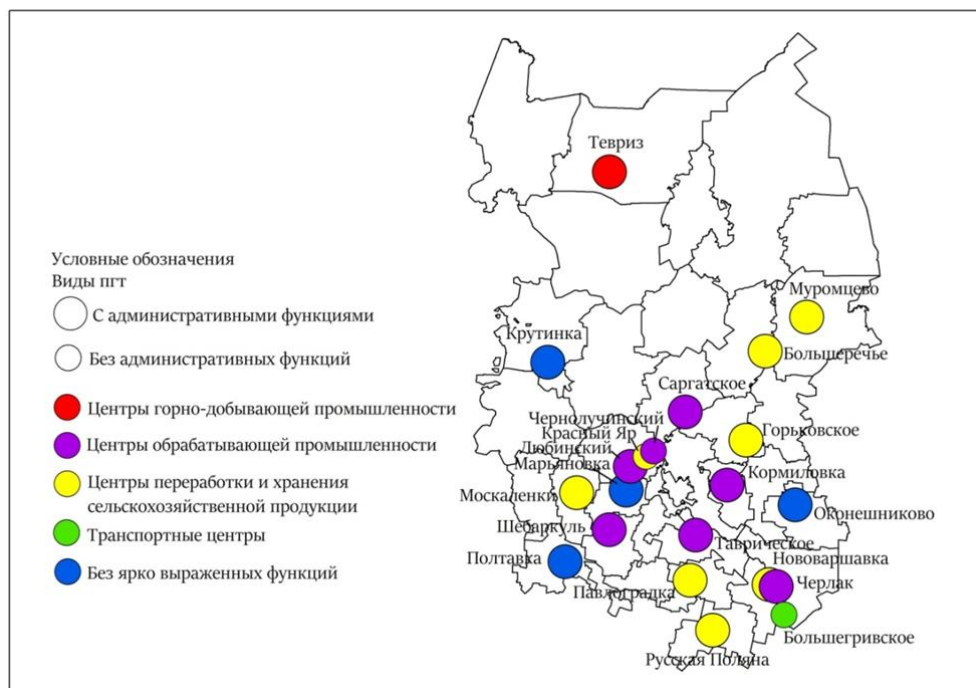 Условные обозначения
Виды пгт
С административными функциями
Без административных функций
Центры горно-добывающей промышленности
Центры обрабатывающей промышленности
Центры переработки и хранения
сельскохозяйственной продукции
Транспортные центры
Без ярко выраженных функций
Тевриз
Муромцево
Крутинка
Большеречье
Саргатское
Чернолучинский
Красный Яр
Горьковское
Любинский
Марьяновка
Кормиловка
Москаленки
Оконешниково
Шебаркуль
Таврическое
Нововаршавка
Полтавка
Черлак
Павлоградка
Большегривское
Русская Поляна